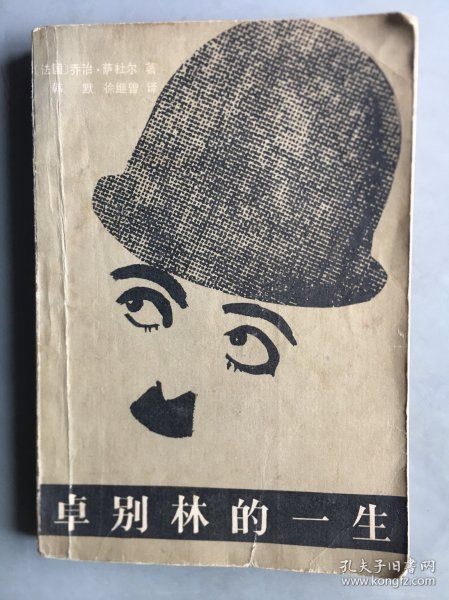 〔法国〕乔治·萨杜尔 著
韩 默 徐继曾 译
卓别林的一生
孔夫子旧书网
www.kongfz.com